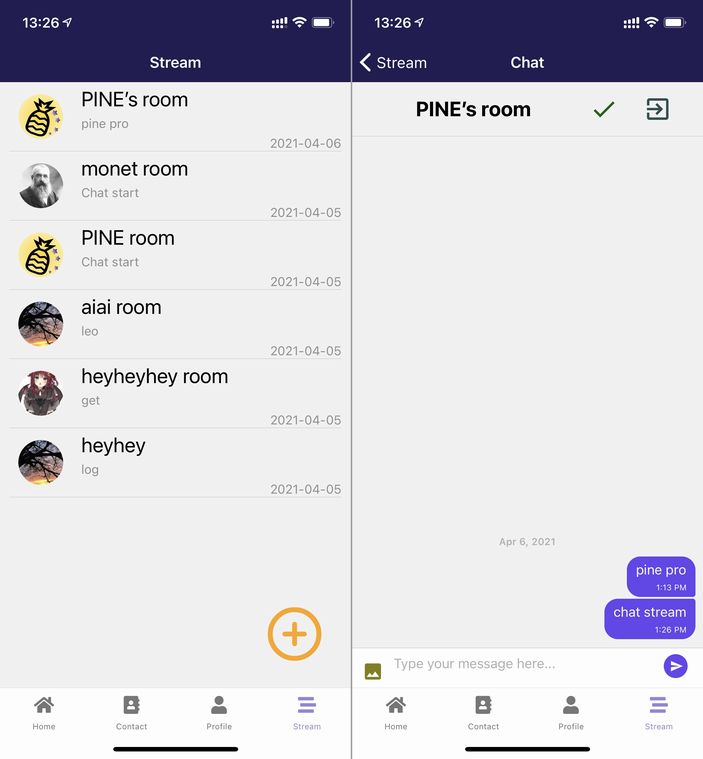 13:26
Stream
PINE's room
pine pro
2021-04-06
monet room
Chat start
2021-04-05
PINE room
Chat start
2021-04-05
aiai room
leo
2021-04-05
heyheyhey room
get
2021-04-05
heyhey
log
2021-04-05
Home Contact Profile Stream
13:26
Stream Chat
PINE's room
Apr 6, 2021
pine pro
1:13 PM
chat stream
1:26 PM
Type your message here...
Home Contact Profile Stream